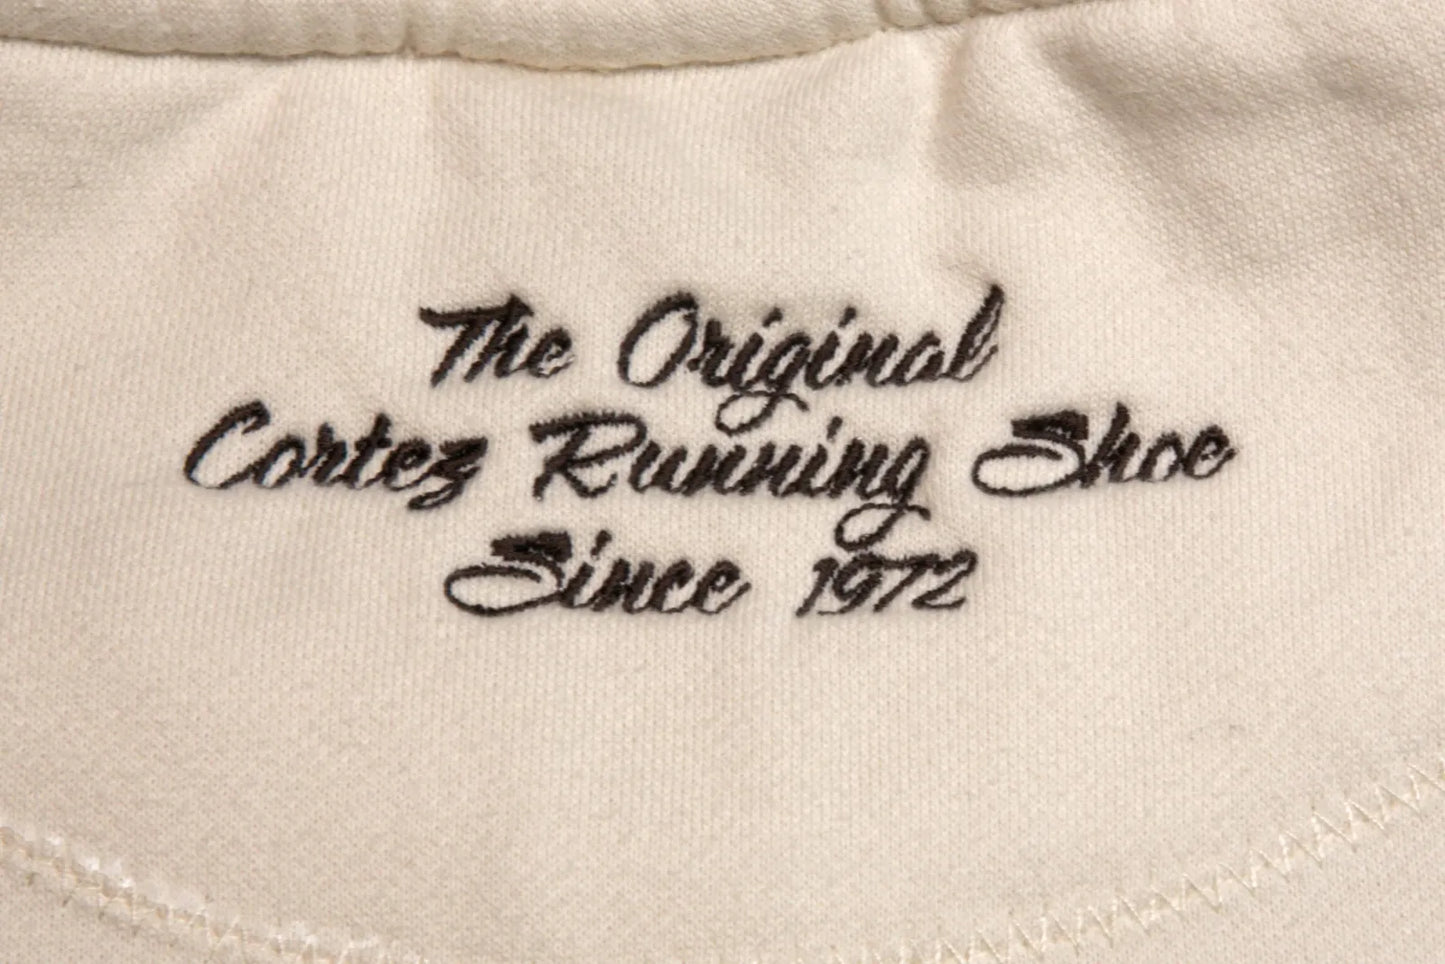 The Original
Cortez Running Shoe
Since 1972